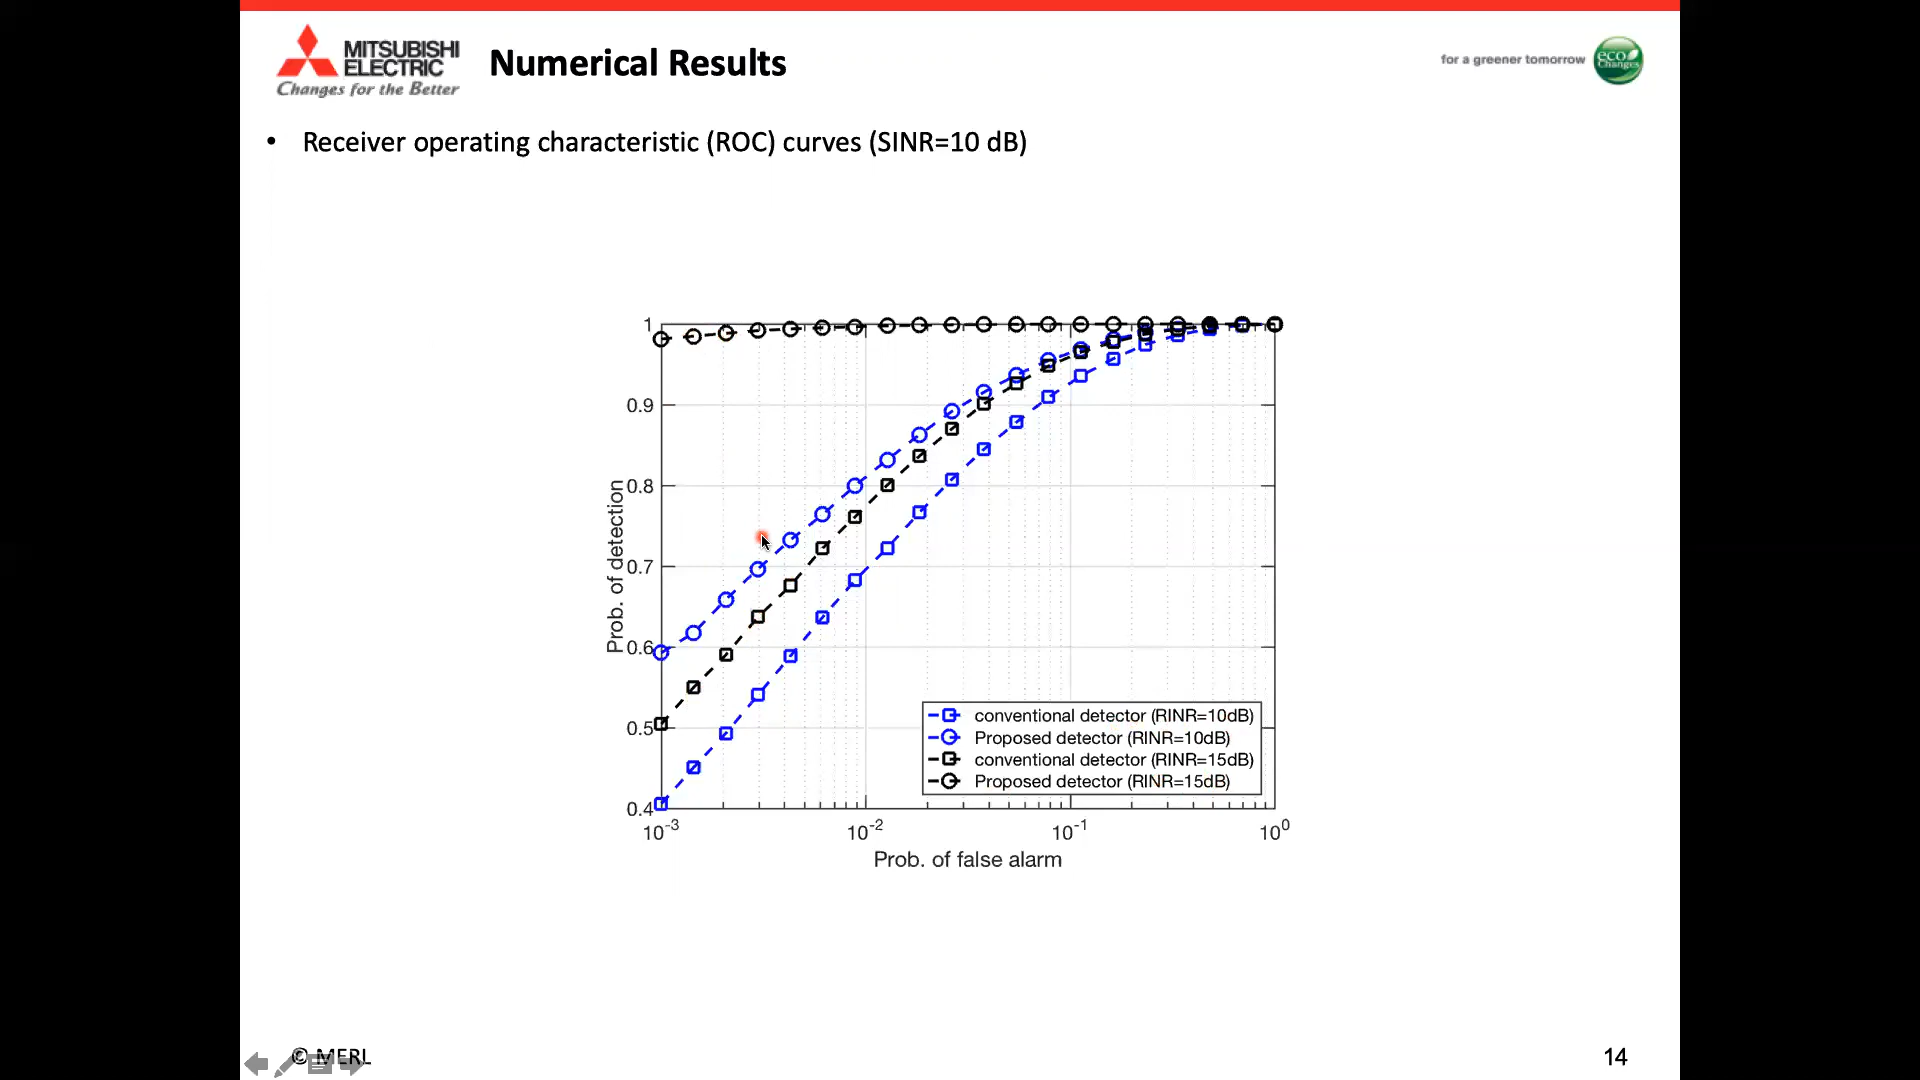 MITSUBISHI
ELECTRIC
Changes for the Better
Numerical Results
for a greener tomorrow
eco
Changes
• Receiver operating characteristic (ROC) curves (SINR=10 dB)
1
0.9
0.8
0.7
0.6
0.5
0.4
Prob. of detection
conventional detector (RINR=10dB)
Proposed detector (RINR=10dB)
conventional detector (RINR=15dB)
Proposed detector (RINR=15dB)
10⁻³ 10⁻² 10⁻¹ 10⁰
Prob. of false alarm
© MERL
14